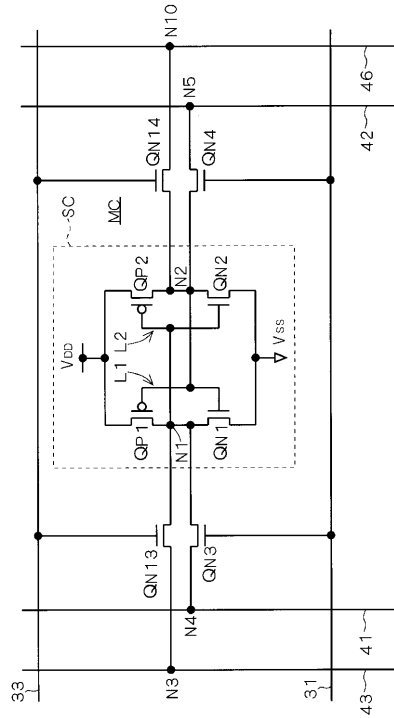 33
31
43
41
N3
N4
QN13
QN3
N1
QP1
QN1
L1
L2
VDD
VSS
QP2
QN2
N2
SC
MC
QN14
QN4
N5
N10
42
46